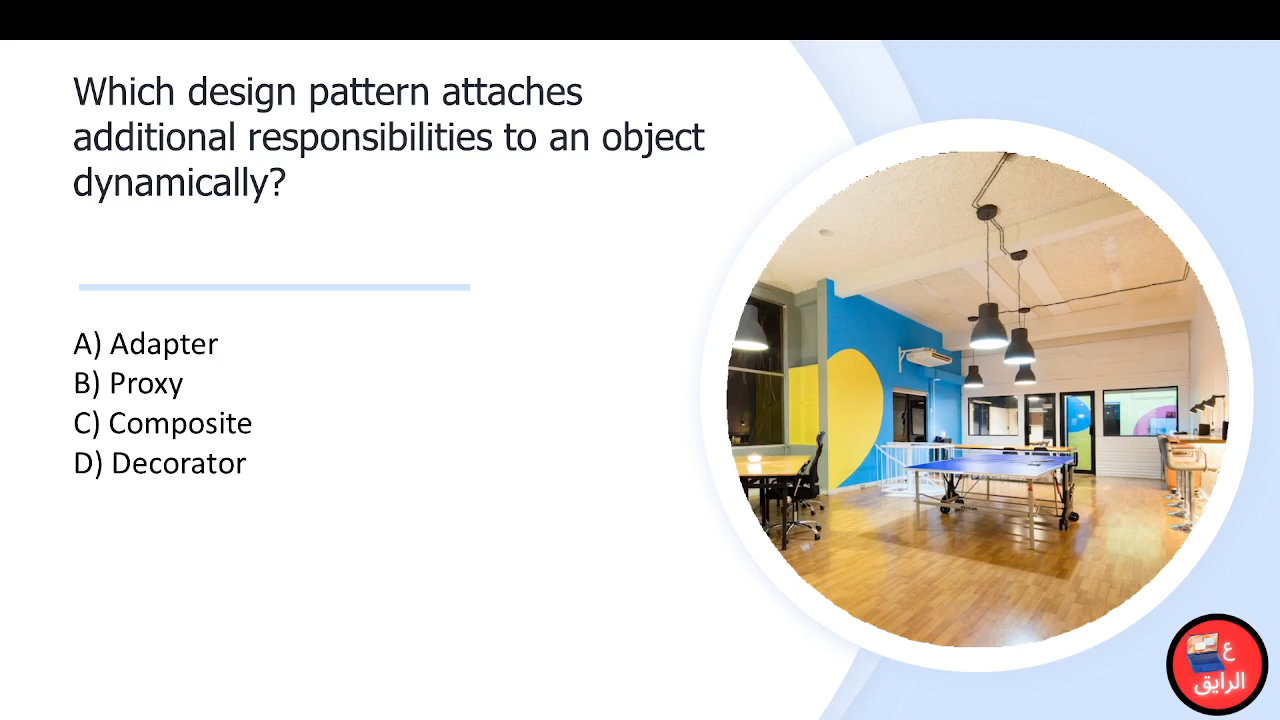 Which design pattern attaches
additional responsibilities to an object
dynamically?
A) Adapter
B) Proxy
C) Composite
D) Decorator
ع
الرايق